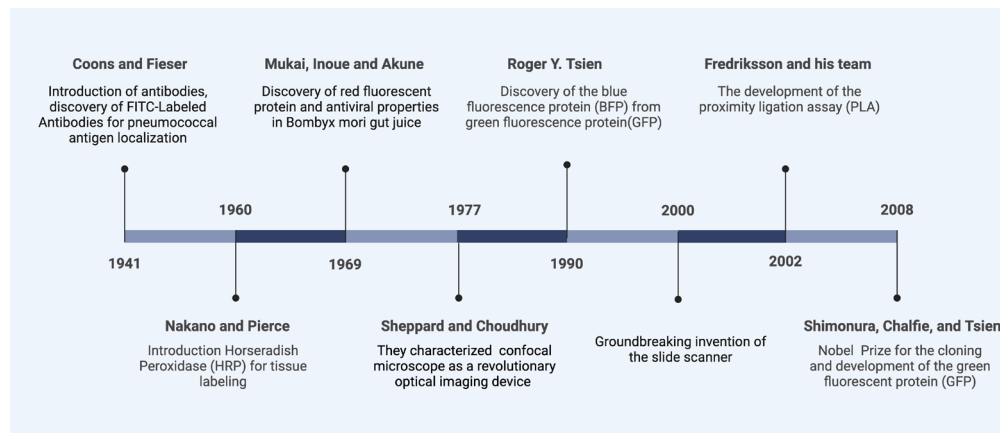 Coons and Fieser
Introduction of antibodies,
discovery of FITC-Labeled
Antibodies for pneumococcal
antigen localization
Mukai, Inoue and Akune
Discovery of red fluorescent
protein and antiviral properties
in Bombyx mori gut juice
Roger Y. Tsien
Discovery of the blue
fluorescence protein (BFP) from
green fluorescence protein(GFP)
Fredriksson and his team
The development of the
proximity ligation assay (PLA)
1960
1977
2000
2008
1941
1969
1990
2002
Nakano and Pierce
Introduction Horseradish
Peroxidase (HRP) for tissue
labeling
Sheppard and Choudhury
They characterized confocal
microscope as a revolutionary
optical imaging device
Groundbreaking invention of
the slide scanner
Shimonura, Chalfie, and Tsien
Nobel Prize for the cloning
and development of the green
fluorescent protein (GFP)